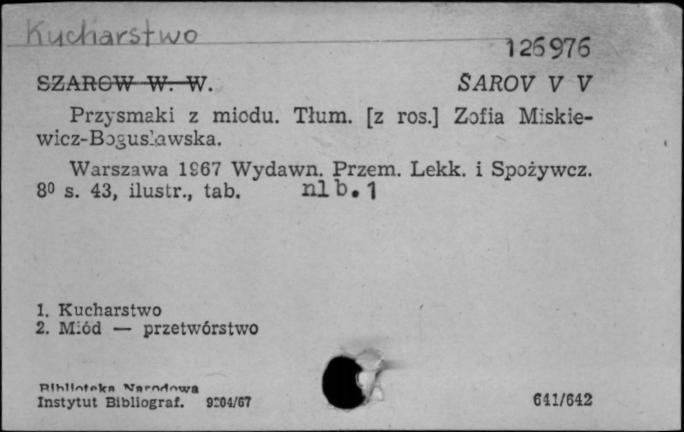 Kucharstwo
126976
SZAROW W. W. ŠAROV V V
Przysmaki z miodu. Tłum. [z ros.] Zofia Miskie-
wicz-Bogusławska.
Warszawa 1967 Wydawn. Przem. Lekk. i Spożywcz.
8⁰ s. 43, ilustr., tab. nlb. 1
1. Kucharstwo
2. Miód — przetwórstwo
Biblioteka Narodowa
Instytut Bibliograf. 9204/67 641/642